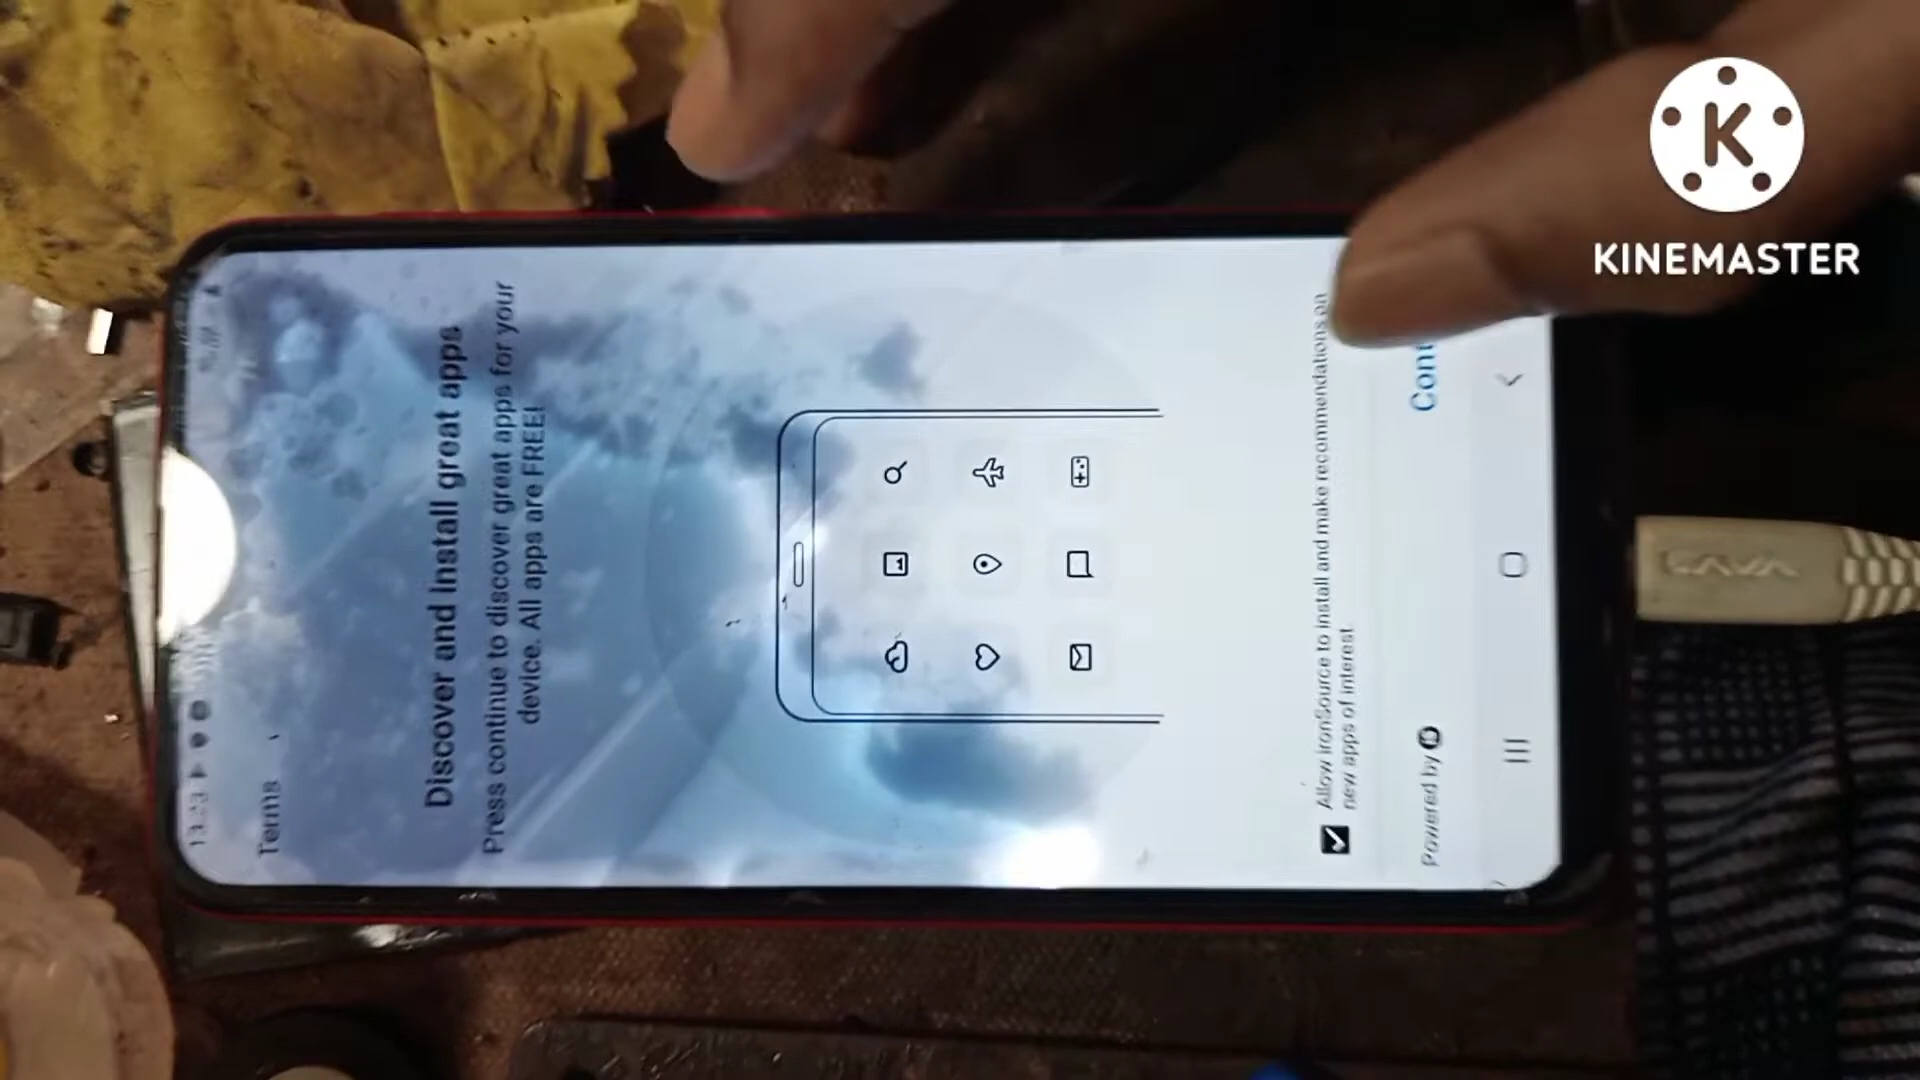 Terms
Discover and install great apps
Press continue to discover great apps for your
device. All apps are FREE!
Allow ironSource to install and make recommendations on
new apps of interest
Powered by
K
KINEMASTER
LAVA